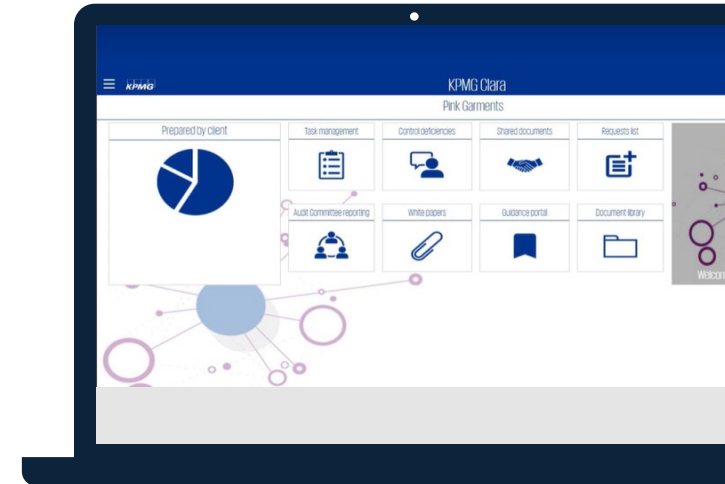 KPMG
KPMG Clara
Pink Garments
Prepared by client
Task management
Control deficiencies
Shared documents
Requests list
Audit Committee reporting
White papers
Guidance portal
Document library
Welcom